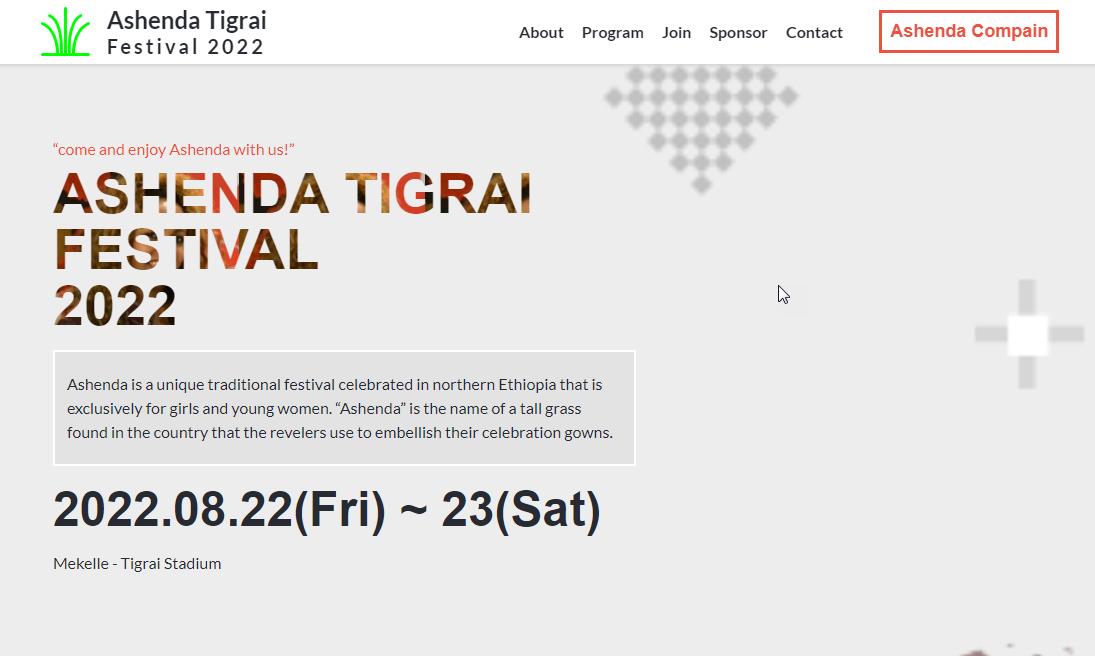 Ashenda Tigrai
Festival 2022
About Program Join Sponsor Contact
Ashenda Compain
“come and enjoy Ashenda with us!”
ASHENDA TIGRAI
FESTIVAL
2022
Ashenda is a unique traditional festival celebrated in northern Ethiopia that is
exclusively for girls and young women. “Ashenda” is the name of a tall grass
found in the country that the revelers use to embellish their celebration gowns.
2022.08.22(Fri) ~ 23(Sat)
Mekelle - Tigrai Stadium